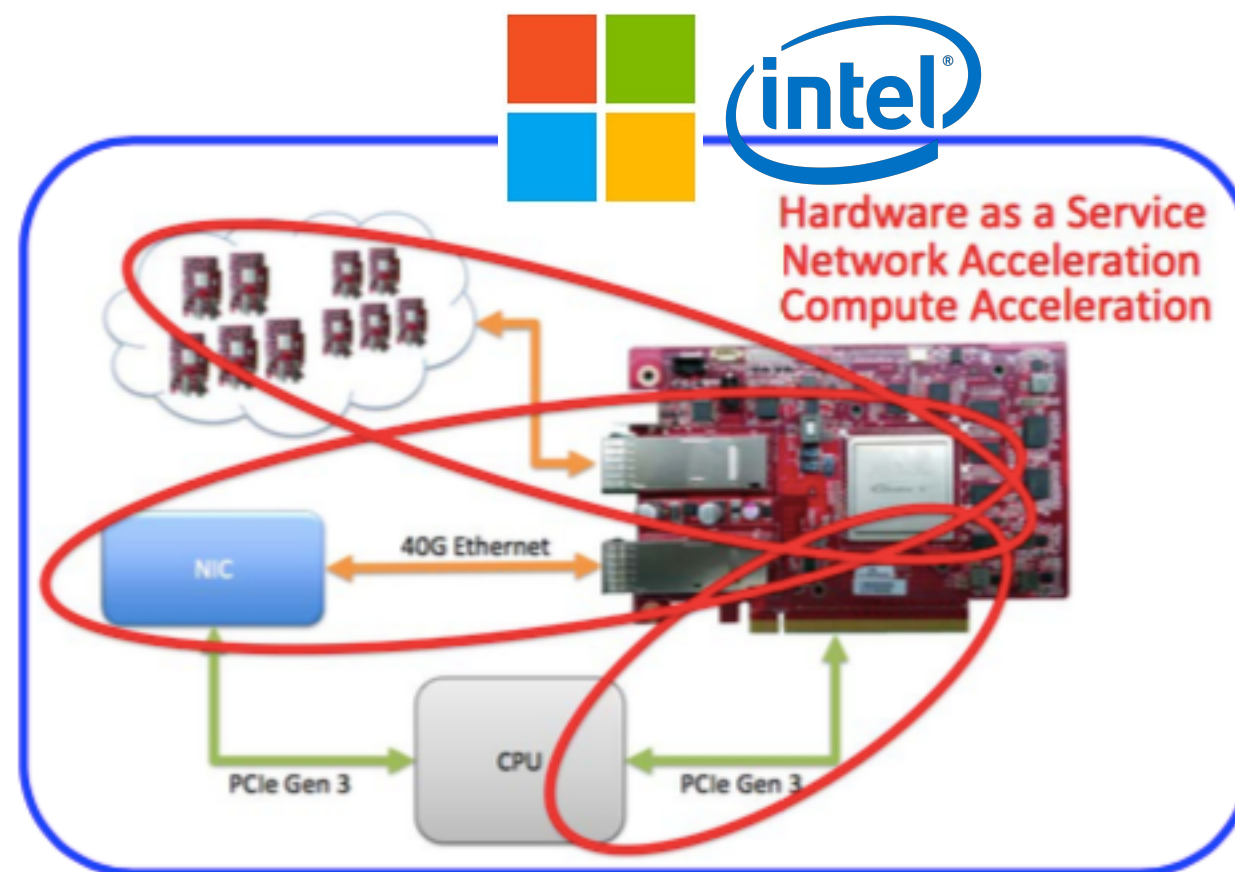 intel®
Hardware as a Service
Network Acceleration
Compute Acceleration
40G Ethernet
NIC
CPU
PCIe Gen 3
PCIe Gen 3